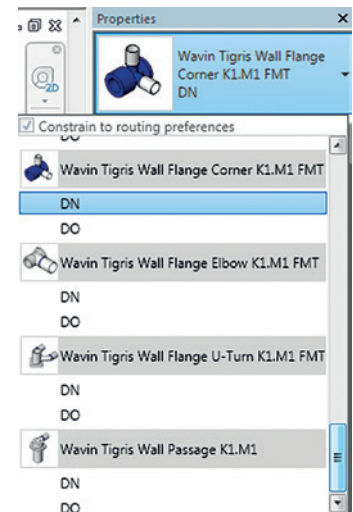 Properties
Wavin Tigris Wall Flange
Corner K1.M1 FMT
DN
2D
Constrain to routing preferences
DO
Wavin Tigris Wall Flange Corner K1.M1 FMT
DN
DO
Wavin Tigris Wall Flange Elbow K1.M1 FMT
DN
DO
Wavin Tigris Wall Flange U-Turn K1.M1 FMT
DN
DO
Wavin Tigris Wall Passage K1.M1
DN
DO